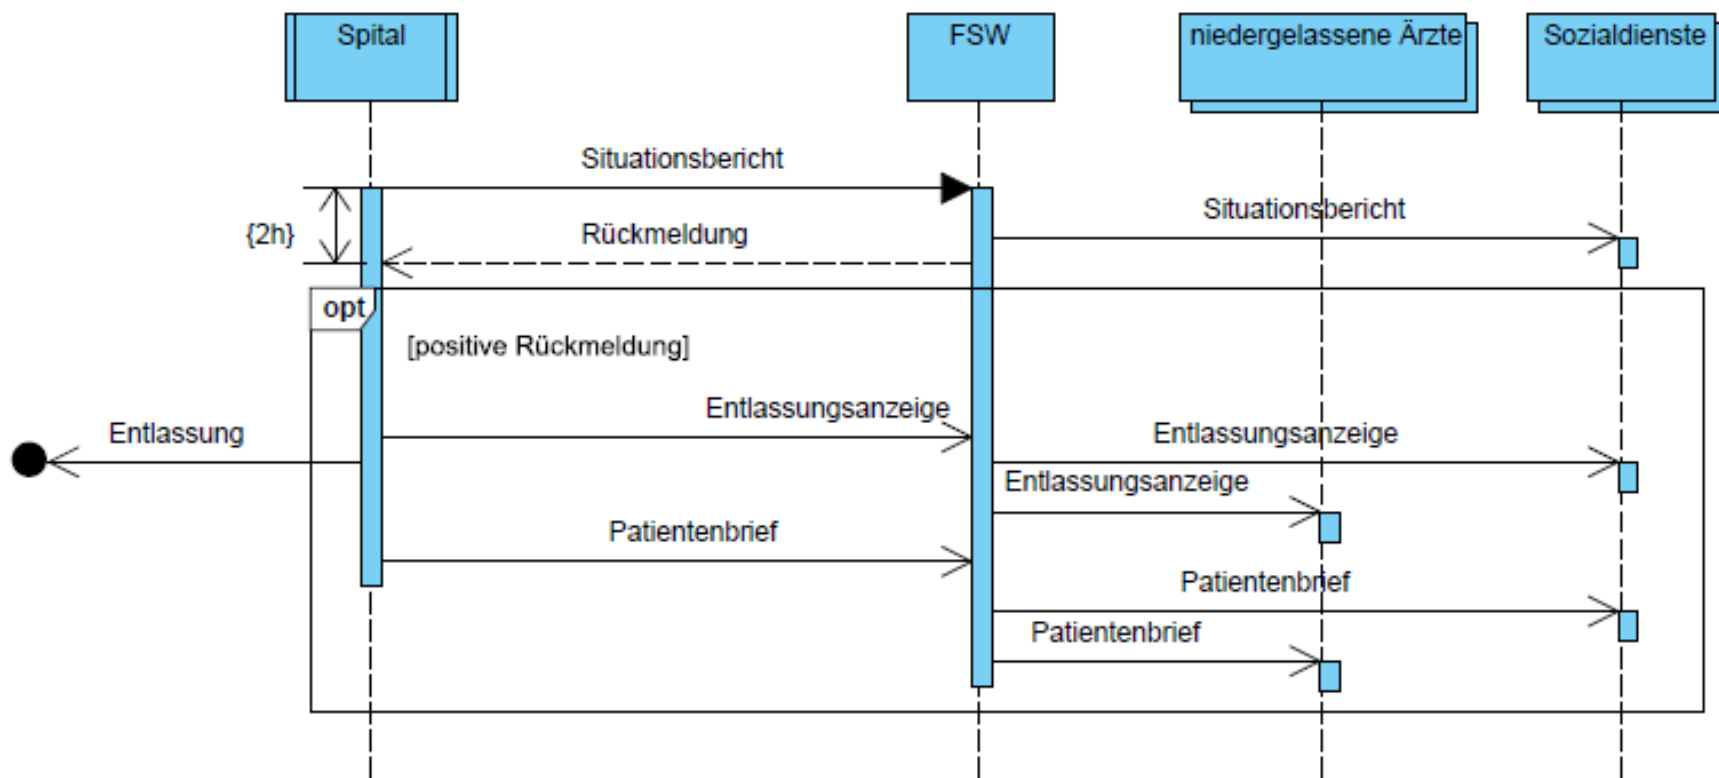 Spital
FSW
niedergelassene Ärzte
Sozialdienste
Situationsbericht
Situationsbericht
{2h}
Rückmeldung
opt
[positive Rückmeldung]
Entlassungsanzeige
Entlassung
Entlassungsanzeige
Entlassungsanzeige
Patientenbrief
Patientenbrief
Patientenbrief